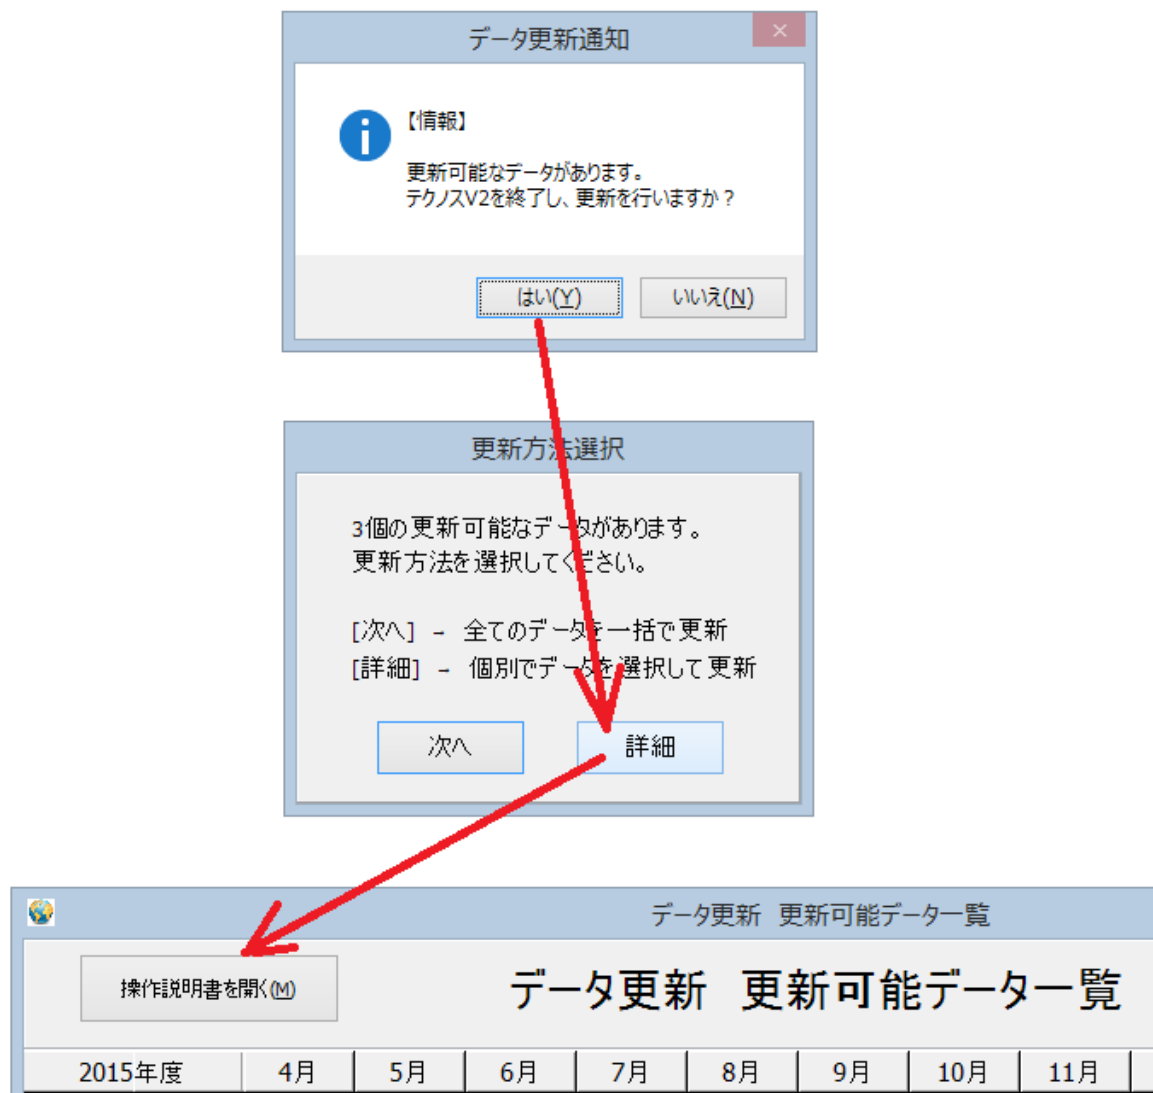 データ更新通知
【情報】
更新可能なデータがあります。
テクノスV2を終了し、更新を行いますか？
はい(Y)
いいえ(N)
更新方法選択
3個の更新可能なデータがあります。
更新方法を選択してください。
[次へ] → 全てのデータを一括で更新
[詳細] → 個別でデータを選択して更新
次へ
詳細
データ更新 更新可能データ一覧
操作説明書を開く(M)
データ更新 更新可能データ一覧
2015年度 4月 5月 6月 7月 8月 9月 10月 11月